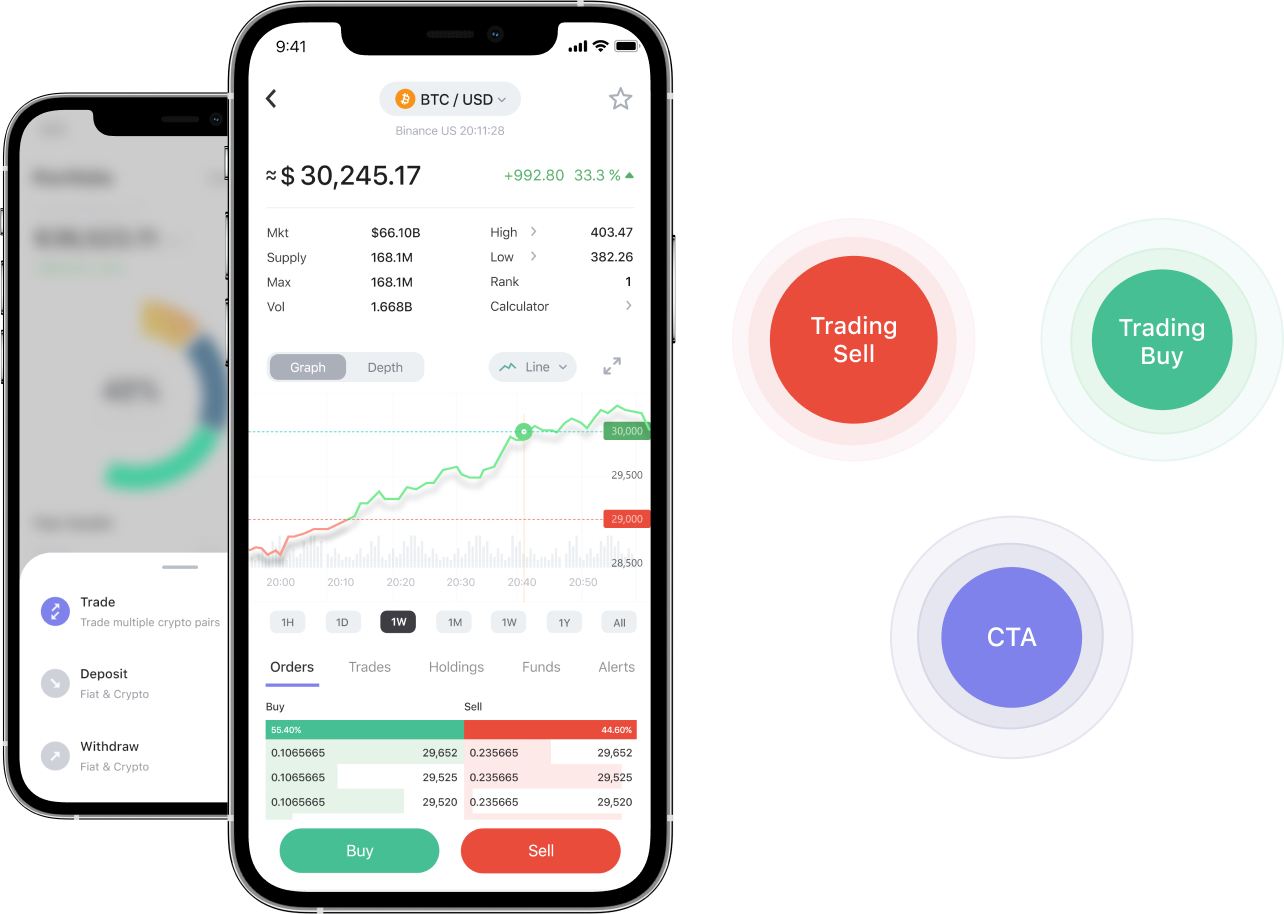 9:41
BTC / USD
Binance US 20:11:28
≈ $ 30,245.17 +992.80 33.3 %
Mkt $66.10B High 403.47
Supply 168.1M Low 382.26
Max 168.1M Rank 1
Vol 1.668B Calculator
Graph Depth Line
30,000
29,500
29,000
28,500
20:00 20:10 20:20 20:30 20:40 20:50
1H 1D 1W 1M 1W 1Y All
Orders Trades Holdings Funds Alerts
Buy Sell
55.40% 44.60%
0.1065665 29,652 0.235665 29,652
0.1065665 29,525 0.235665 29,525
0.1065665 29,520 0.235665 29,520
Buy Sell
Trade
Trade multiple crypto pairs
Deposit
Fiat & Crypto
Withdraw
Fiat & Crypto
Trading
Sell
Trading
Buy
CTA